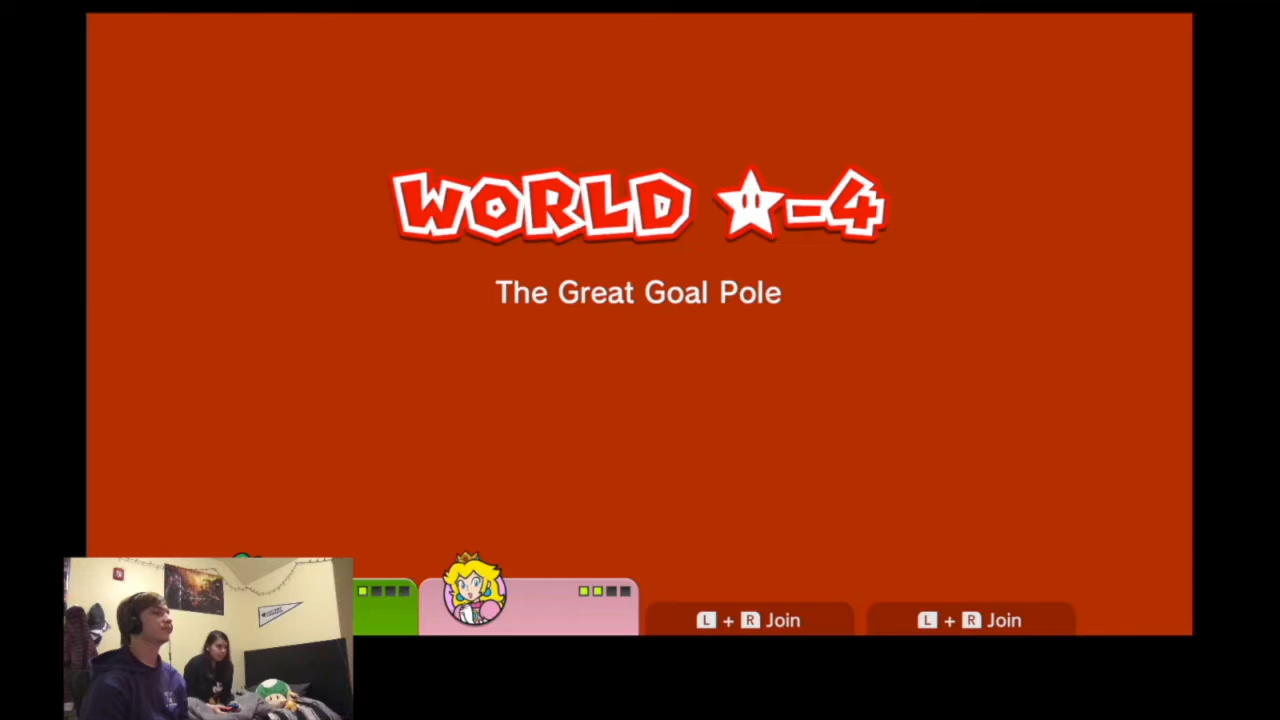 WORLD ★-4
The Great Goal Pole
L + R Join
L + R Join